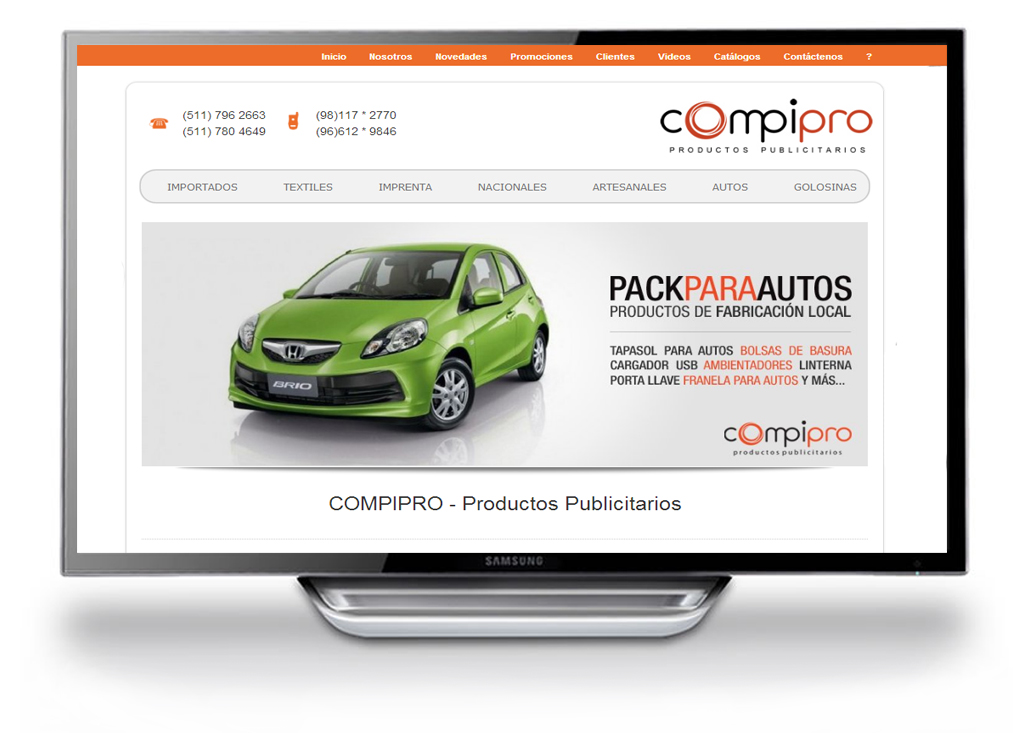 Inicio Nosotros Novedades Promociones Clientes Videos Catálogos Contáctenos ?
(511) 796 2663
(511) 780 4649
(98)117 * 2770
(96)612 * 9846
compipro
PRODUCTOS PUBLICITARIOS
IMPORTADOS TEXTILES IMPRENTA NACIONALES ARTESANALES AUTOS GOLOSINAS
BRIO
PACKPARAAUTOS
PRODUCTOS DE FABRICACIÓN LOCAL
TAPASOL PARA AUTOS BOLSAS DE BASURA
CARGADOR USB AMBIENTADORES LINTERNA
PORTA LLAVE FRANELA PARA AUTOS Y MÁS...
compipro
productos publicitarios
COMPIPRO - Productos Publicitarios
SAMSUNG